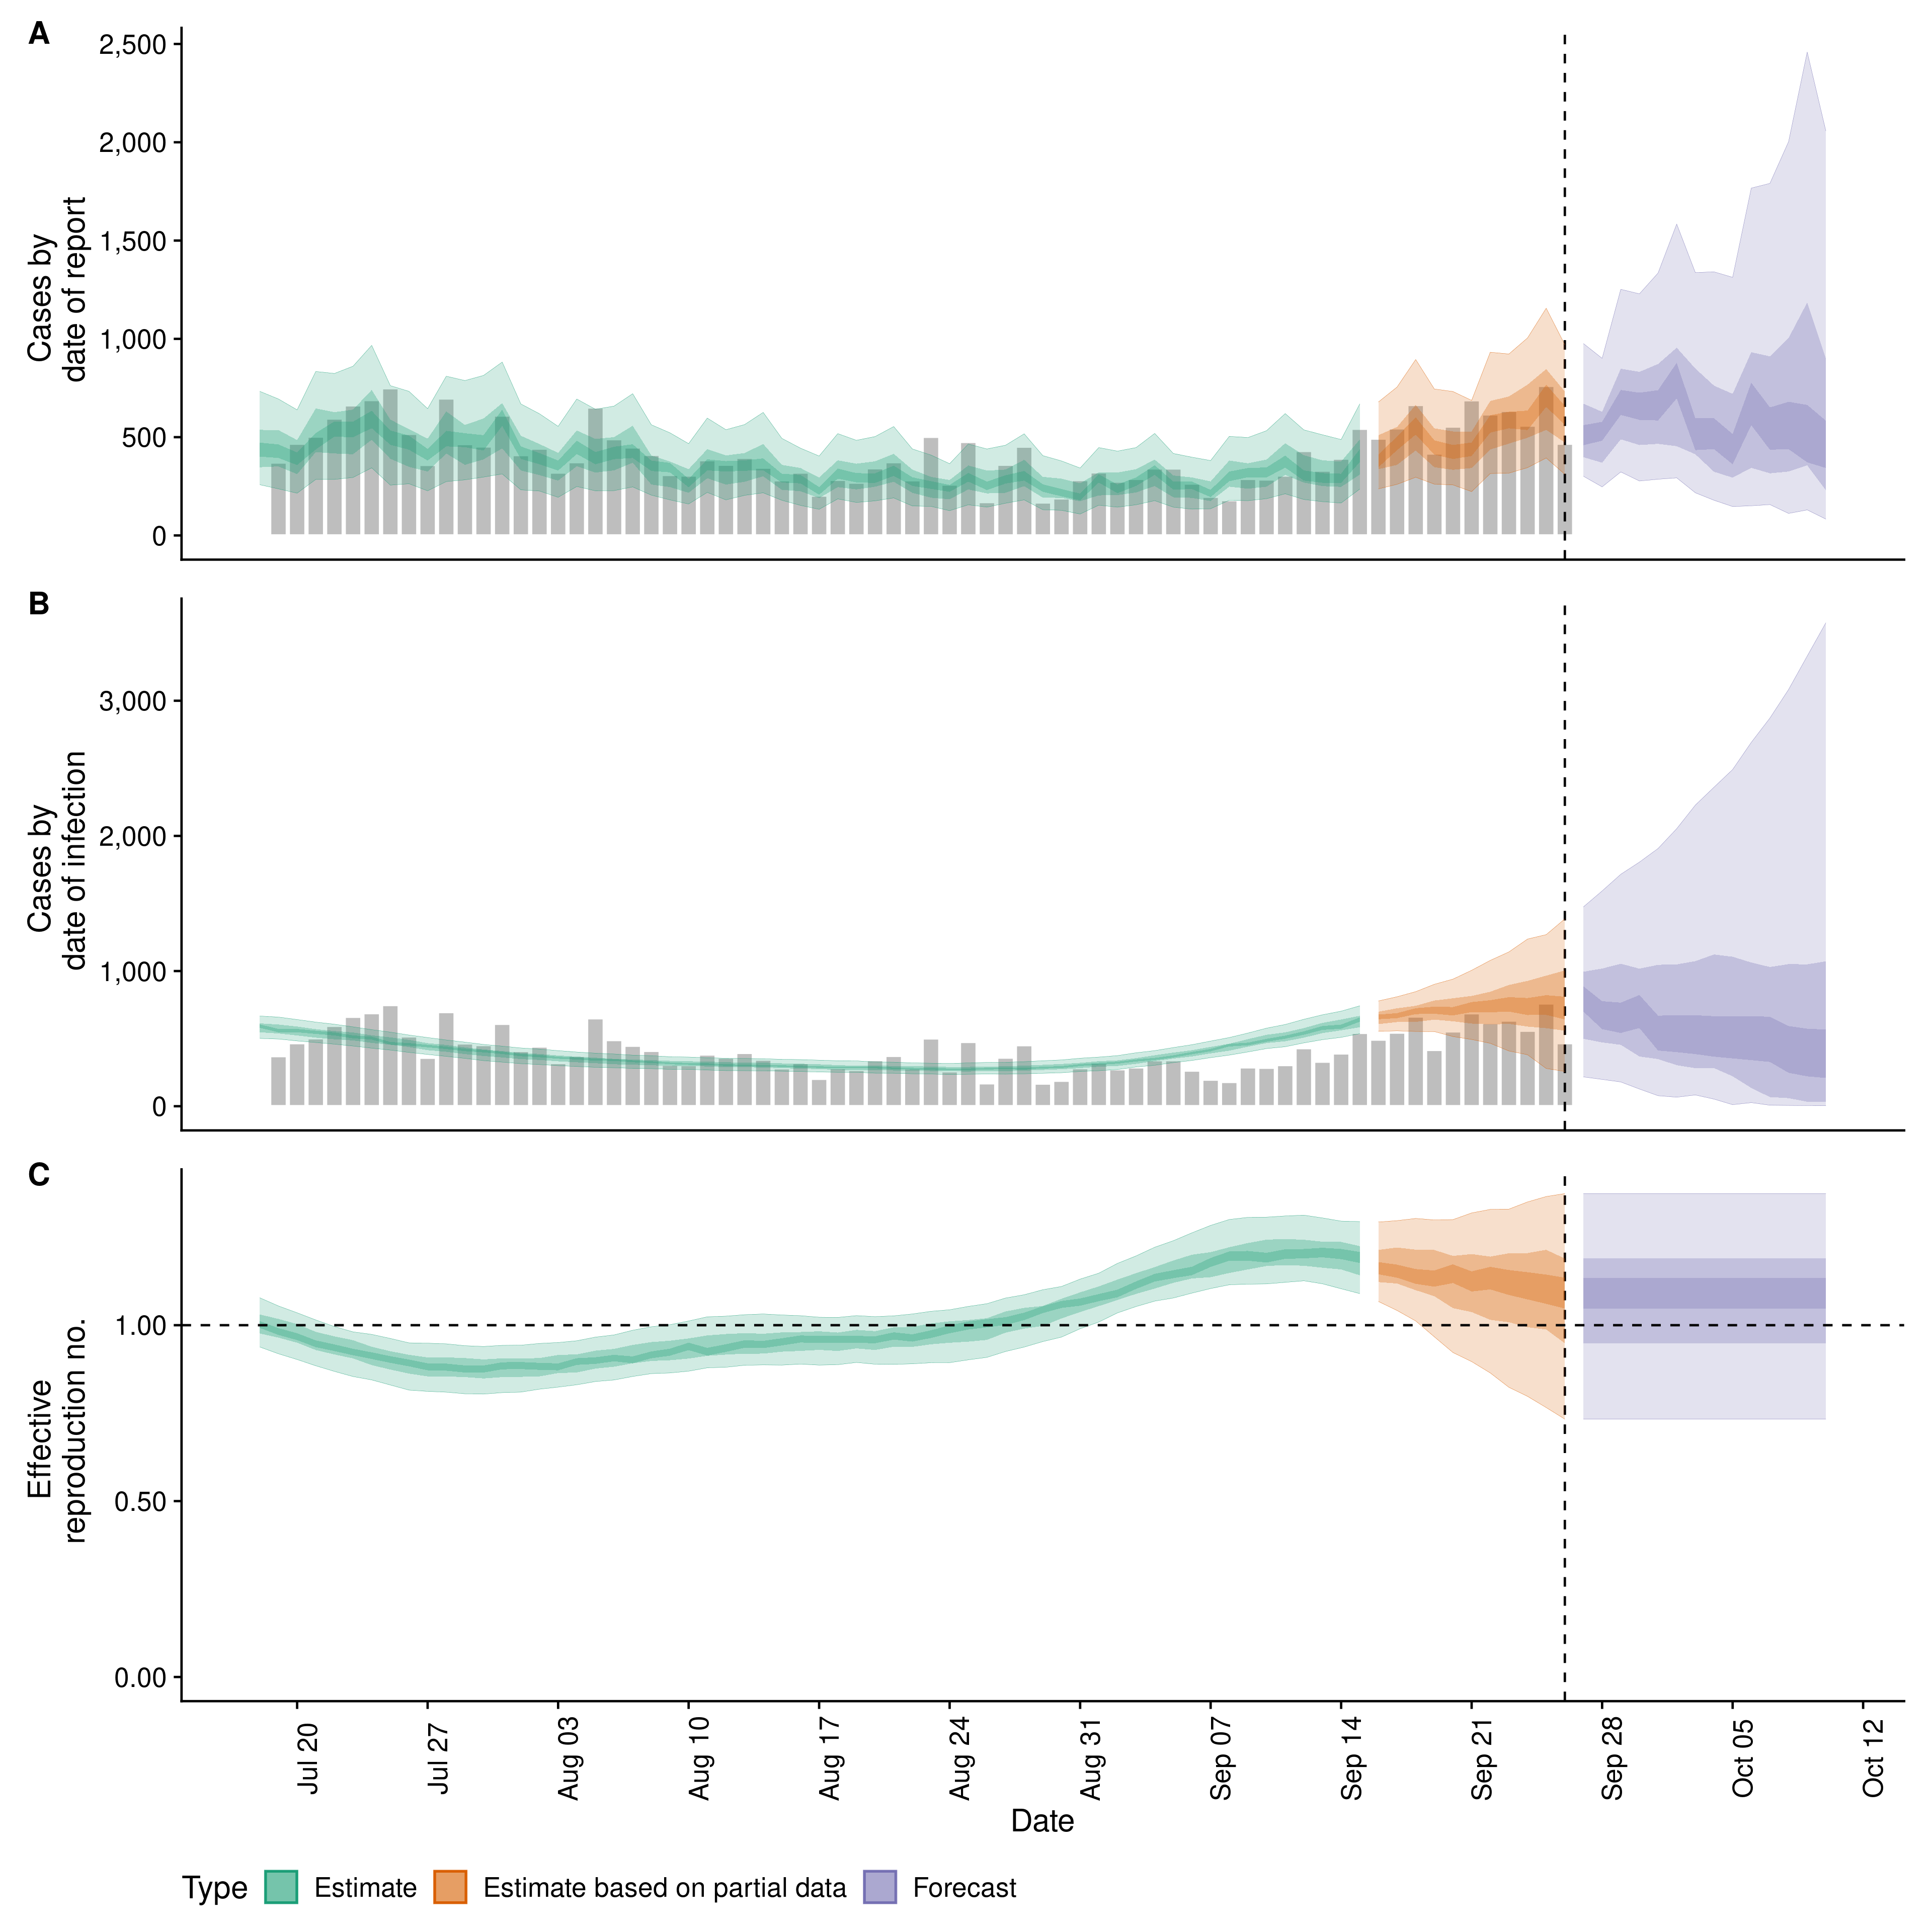 A
2,500
2,000
1,500
1,000
500
0
Cases by
date of report
B
3,000
2,000
1,000
0
Cases by
date of infection
C
1.00
0.50
0.00
Effective
reproduction no.
Jul 20
Jul 27
Aug 03
Aug 10
Aug 17
Aug 24
Aug 31
Sep 07
Sep 14
Sep 21
Sep 28
Oct 05
Oct 12
Date
Type Estimate Estimate based on partial data Forecast